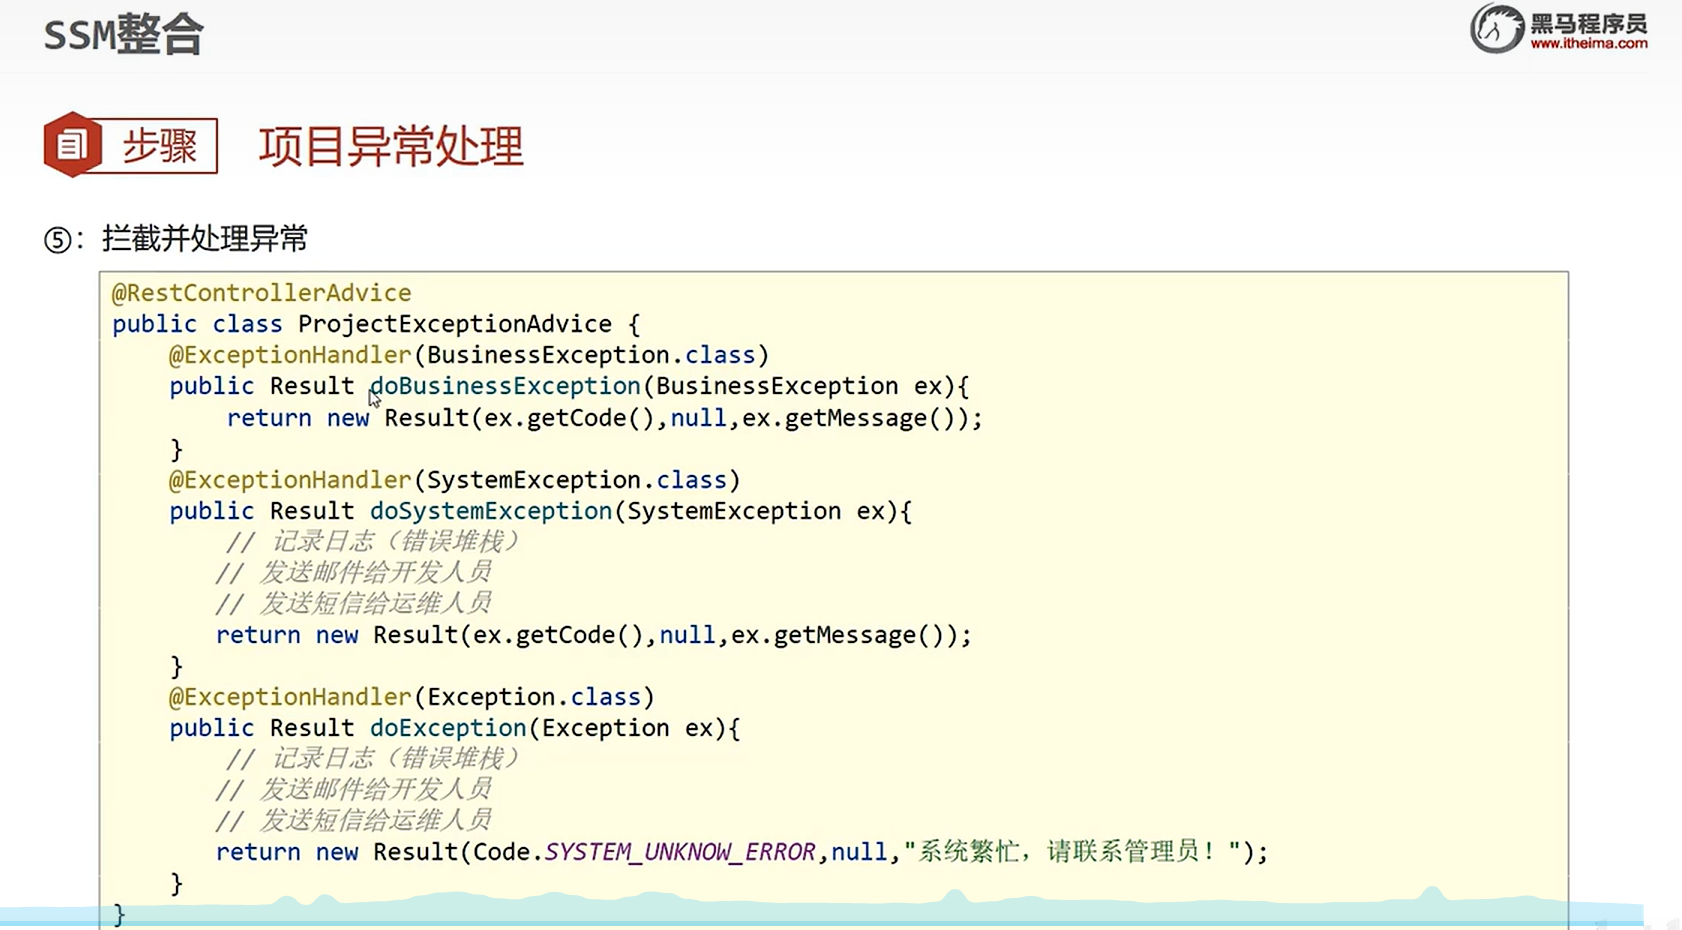 SSM整合
黑马程序员
www.itheima.com
步骤
项目异常处理
⑤：拦截并处理异常
@RestControllerAdvice
public class ProjectExceptionAdvice {
@ExceptionHandler(BusinessException.class)
public Result doBusinessException(BusinessException ex){
return new Result(ex.getCode(),null,ex.getMessage());
}
@ExceptionHandler(SystemException.class)
public Result doSystemException(SystemException ex){
// 记录日志（错误堆栈）
// 发送邮件给开发人员
// 发送短信给运维人员
return new Result(ex.getCode(),null,ex.getMessage());
}
@ExceptionHandler(Exception.class)
public Result doException(Exception ex){
// 记录日志（错误堆栈）
// 发送邮件给开发人员
// 发送短信给运维人员
return new Result(Code.SYSTEM_UNKNOW_ERROR,null,"系统繁忙，请联系管理员！");
}
}